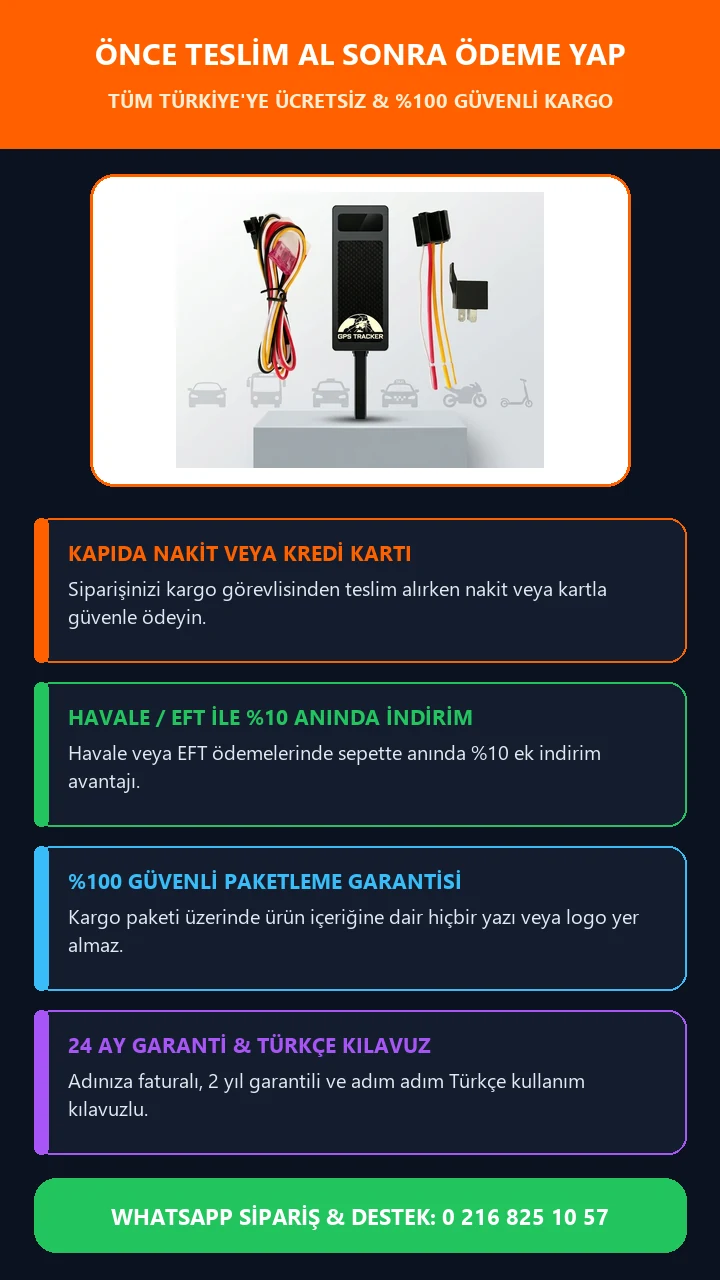 ÖNCE TESLİM AL SONRA ÖDEME YAP
TÜM TÜRKİYE'YE ÜCRETSİZ & %100 GÜVENLİ KARGO
GPS TRACKER
KAPIDA NAKİT VEYA KREDİ KARTI
Siparişinizi kargo görevlisinden teslim alırken nakit veya kartla
güvenle ödeyin.
HAVALE / EFT İLE %10 ANINDA İNDİRİM
Havale veya EFT ödemelerinde sepette anında %10 ek indirim
avantajı.
%100 GÜVENLİ PAKETLEME GARANTİSİ
Kargo paketi üzerinde ürün içeriğine dair hiçbir yazı veya logo yer
almaz.
24 AY GARANTİ & TÜRKÇE KILAVUZ
Adınıza faturalı, 2 yıl garantili ve adım adım Türkçe kullanım
kılavuzlu.
WHATSAPP SİPARİŞ & DESTEK: 0 216 825 10 57